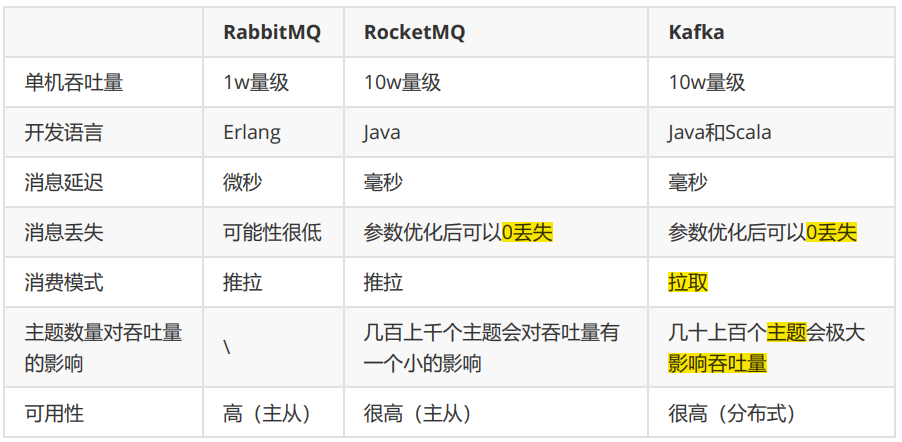 RabbitMQ RocketMQ Kafka
单机吞吐量 1w量级 10w量级 10w量级
开发语言 Erlang Java Java和Scala
消息延迟 微秒 毫秒 毫秒
消息丢失 可能性很低 参数优化后可以0丢失 参数优化后可以0丢失
消费模式 推拉 推拉 拉取
主题数量对吞吐量 几百上千个主题会对吞吐量有 几十上百个主题会极大
的影响 \ 一个小的影响 影响吞吐量
可用性 高（主从） 很高（主从） 很高（分布式）